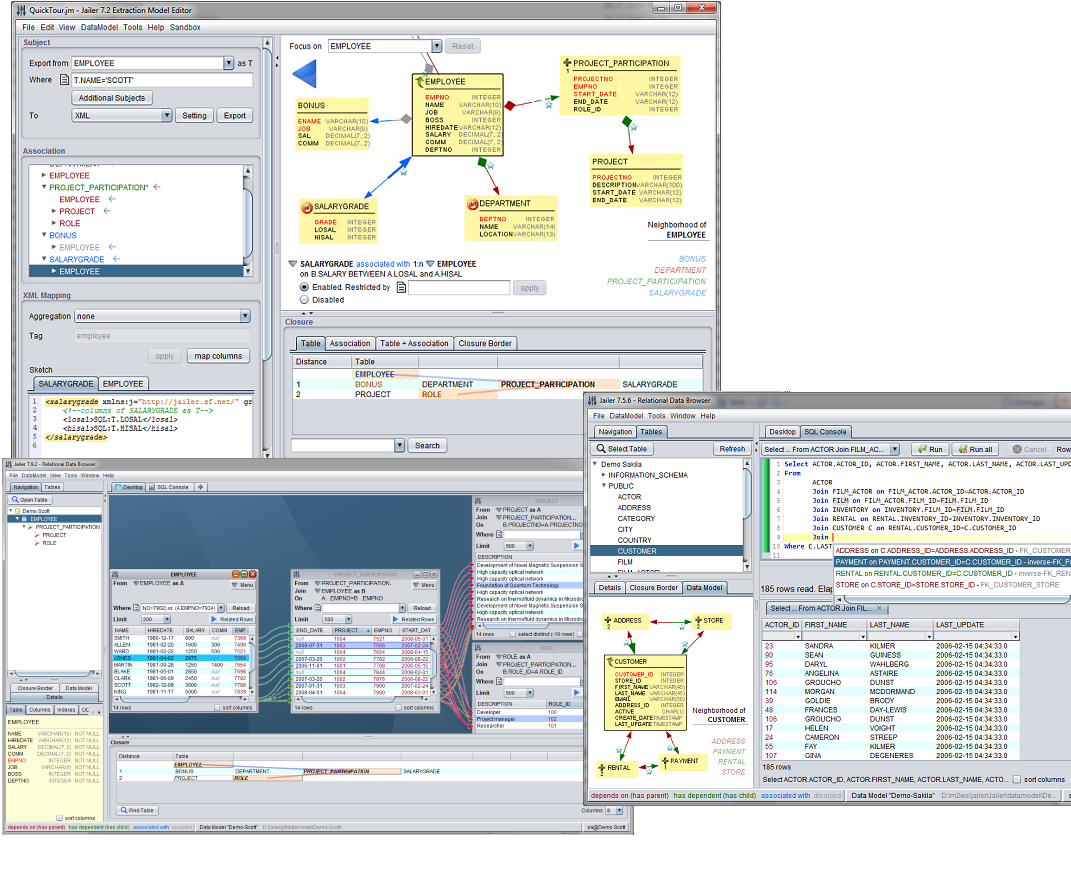 QuickTour.jm - Jailer 7.2 Extraction Model Editor
File Edit View DataModel Tools Help Sandbox
Subject
Export from EMPLOYEE as T
Where T.NAME='SCOTT'
Additional Subjects
To XML Setting Export
Association
EMPLOYEE
PROJECT_PARTICIPATION*
EMPLOYEE
PROJECT
ROLE
BONUS
EMPLOYEE
SALARYGRADE
EMPLOYEE
XML Mapping
Aggregation none
Tag employee
apply map columns
Sketch
SALARYGRADE EMPLOYEE
1 <salarygrade xmlns:j="http://jailer.sf.net/" gr
2 <!--columns of SALARYGRADE as T-->
3 <losal>SQL:T.LOSAL</losal>
4 <hisal>SQL:T.HISAL</hisal>
5 </salarygrade>
6
Focus on EMPLOYEE Reset
EMPLOYEE
EMPNO INTEGER
NAME VARCHAR(10)
JOB VARCHAR(9)
BOSS INTEGER
HIREDATE VARCHAR(12)
SALARY DECIMAL(7, 2)
COMM DECIMAL(7, 2)
DEPTNO INTEGER
PROJECT_PARTICIPATION
1
PROJECTNO INTEGER
EMPNO INTEGER
START_DATE VARCHAR(12)
END_DATE VARCHAR(12)
ROLE_ID INTEGER
BONUS
ENAME VARCHAR(10)
JOB VARCHAR(9)
SAL DECIMAL(7, 2)
COMM DECIMAL(7, 2)
PROJECT
PROJECTNO INTEGER
DESCRIPTION VARCHAR(100)
START_DATE VARCHAR(12)
END_DATE VARCHAR(12)
SALARYGRADE
GRADE INTEGER
LOSAL INTEGER
HISAL INTEGER
DEPARTMENT
DEPTNO INTEGER
NAME VARCHAR(14)
LOCATION VARCHAR(13)
Neighborhood of
EMPLOYEE
BONUS
DEPARTMENT
PROJECT_PARTICIPATION
SALARYGRADE
SALARYGRADE associated with 1:n EMPLOYEE
on B.SALARY BETWEEN A.LOSAL and A.HISAL
Enabled. Restricted by apply
Disabled
Closure
Table Association Table + Association Closure Border
Distance Table
EMPLOYEE
1 BONUS DEPARTMENT PROJECT_PARTICIPATION SALARYGRADE
2 PROJECT ROLE
Search
Jailer 7.9.2 - Relational Data Browser
File DataModel View Tools Window Help
Navigation Tables
Open Table
Demo Scott
EMPLOYEE
PROJECT_PARTICIPATION
PROJECT
ROLE
Closure Border Data Model
Details
Table Columns Indexes
EMPLOYEE
NAME VARCHAR(10) NOT NULL
HIREDATE VARCHAR(12) NOT NULL
SALARY DECIMAL(7,2) NOT NULL
COMM DECIMAL(7,2)
EMPNO INTEGER NOT NULL
JOB VARCHAR(9) NOT NULL
BOSS INTEGER
DEPTNO INTEGER NOT NULL
sort columns
Desktop SQL Console
EMPLOYEE
From EMPLOYEE as A Menu
Reload
Limit 200 Related Rows
NAME HIREDATE SALARY COMM EMP
SMITH 1980-12-17 800 null 7369
ALLEN 1981-02-20 1600 300 7499
WARD 1981-02-22 1250 500 7521
JONES 1981-04-02 2975 null 7566
MARTIN 1981-09-28 1250 1400 7654
BLAKE 1981-05-01 2850 null 7698
CLARK 1981-06-09 2450 null 7782
SCOTT 1982-12-09 3000 null 7788
KING 1981-11-17 5000 null 7839
14 rows sort columns
PROJECT_PARTICIPATION
From PROJECT_PARTICIPATION.
Join EMPLOYEE as B Menu
On A EMPNO=B EMPNO
Where Reload
Limit 500 Related Rows
END_DATE PROJECT... EMPNO START_DAT
14 rows sort columns
PROJECT
From PROJECT as A
Join PROJECT_PARTICIPATION...
On B.PROJECTNO=A.PROJECTNO
Where
Limit 500
DESCRIPTION
Development of Novel Magnetic Suspension S
High capacity optical network
High capacity optical network
Foundation of Quantum Technology
High capacity optical network
Research on thermofluid dynamics in Microdro
Development of Novel Magnetic Suspension S
High capacity optical network
Research on thermofluid dynamics in Microdro
14 rows select distinct (-10 rows)
ROLE
From ROLE as A
Join PROJECT_PARTICIPATION...
On B.ROLE_ID=A.ROLE_ID
Where
Limit 500
DESCRIPTION ROLE_ID
Developer 100
Project manager 102
Researcher 101
Closure
Distance Table
EMPLOYEE
1 BONUS DEPARTMENT PROJECT_PARTICIPATION SALARYGRADE
2 PROJECT ROLE
Find Table Columns 8
depends on (has parent) has dependent (has child) associated with disabled Data Model "Demo-Scott" sa@Demo Scott
Jailer 7.5.6 - Relational Data Browser
File DataModel Tools Window Help
Navigation Tables
Select Table Refresh
Demo Sakila
INFORMATION_SCHEMA
PUBLIC
ACTOR
ADDRESS
CATEGORY
CITY
COUNTRY
CUSTOMER
FILM
Details Closure Border Data Model
ADDRESS
STORE
CUSTOMER
CUSTOMER_ID INTEGER
STORE_ID INTEGER
FIRST_NAME VARCHAR(45)
LAST_NAME VARCHAR(45)
EMAIL VARCHAR(50)
ADDRESS_ID INTEGER
ACTIVE CHAR(1)
CREATE_DATE TIMESTAMP
LAST_UPDATE TIMESTAMP
RENTAL
PAYMENT
1
Neighborhood of
CUSTOMER
ADDRESS
PAYMENT
RENTAL
STORE
Desktop SQL Console
Select ... From ACTOR Join FILM_AC... Run Run all Cancel Row
1 Select ACTOR.ACTOR_ID, ACTOR.FIRST_NAME, ACTOR.LAST_NAME, ACTOR.LAST_UPD
2 From
3 ACTOR
4 Join FILM_ACTOR on FILM_ACTOR.ACTOR_ID=ACTOR.ACTOR_ID
5 Join FILM on FILM_ACTOR.FILM_ID=FILM.FILM_ID
6 Join INVENTORY on INVENTORY.FILM_ID=FILM.FILM_ID
7 Join RENTAL on RENTAL.INVENTORY_ID=INVENTORY.INVENTORY_ID
8 Join CUSTOMER C on RENTAL.CUSTOMER_ID=C.CUSTOMER_ID
9 Join
10 Where C.LAST
11
ADDRESS on C.ADDRESS_ID=ADDRESS.ADDRESS_ID - FK_CUSTOMER
PAYMENT on PAYMENT.CUSTOMER_ID=C.CUSTOMER_ID - inverse-FK_P
RENTAL on RENTAL.CUSTOMER_ID=C.CUSTOMER_ID - inverse-FK_REN
STORE on C.STORE_ID=STORE.STORE_ID - FK_CUSTOMER_STORE
185 rows read. Elap
Select ... From ACTOR Join FIL...
ACTOR_ID FIRST_NAME LAST_NAME LAST_UPDATE
23 SANDRA KILMER 2006-02-15 04:34:33.0
90 SEAN GUINESS 2006-02-15 04:34:33.0
95 DARYL WAHLBERG 2006-02-15 04:34:33.0
76 ANGELINA ASTAIRE 2006-02-15 04:34:33.0
106 GROUCHO DUNST 2006-02-15 04:34:33.0
114 MORGAN MCDORMAND 2006-02-15 04:34:33.0
39 GOLDIE BRODY 2006-02-15 04:34:33.0
48 FRANCES DAY-LEWIS 2006-02-15 04:34:33.0
106 GROUCHO DUNST 2006-02-15 04:34:33.0
17 HELEN VOIGHT 2006-02-15 04:34:33.0
24 CAMERON STREEP 2006-02-15 04:34:33.0
55 FAY KILMER 2006-02-15 04:34:33.0
107 GINA DEGENERES 2006-02-15 04:34:33.0
185 rows
Select ACTOR.ACTOR_ID, ACTOR.FIRST_NAME, ACTOR.LAST_NAME, ACTO... sort columns
depends on (has parent) has dependent (has child) associated with disabled Data Model "Demo-Sakila" D:\m2ws\jailer\Jailer\datamodel\De...